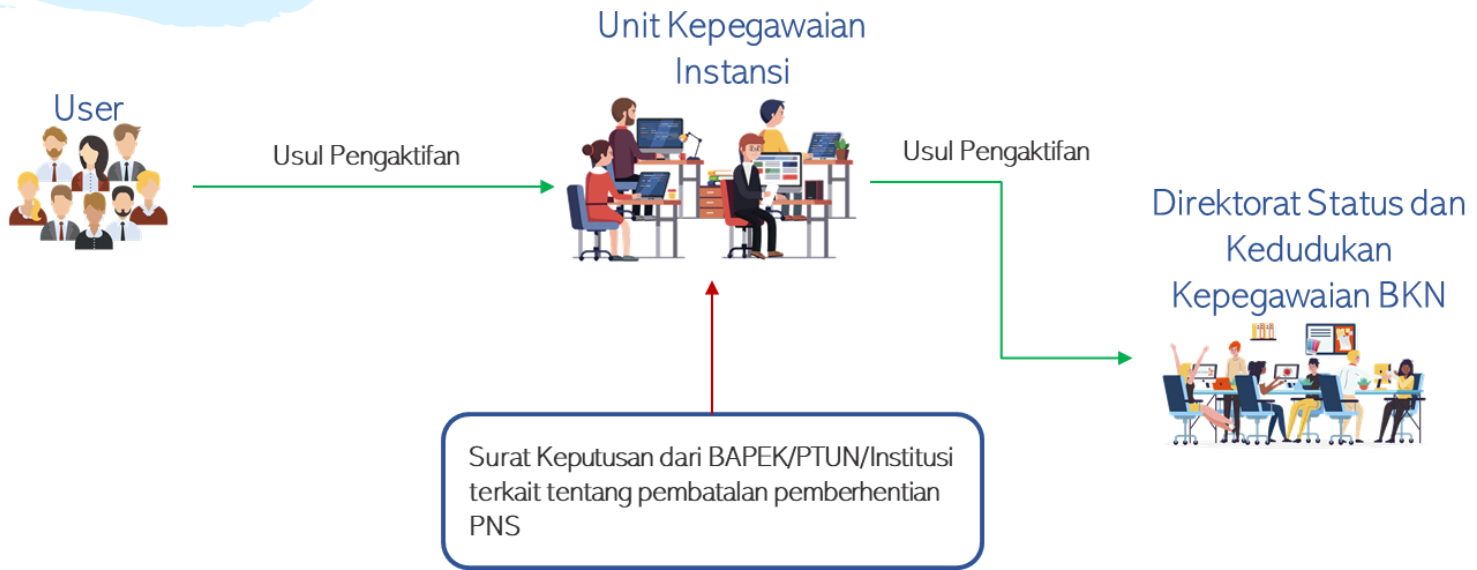 Unit Kepegawaian
Instansi
User
Usul Pengaktifan
Usul Pengaktifan
Direktorat Status dan
Kedudukan
Kepegawaian BKN
Surat Keputusan dari BAPEK/PTUN/Institusi
terkait tentang pembatalan pemberhentian
PNS